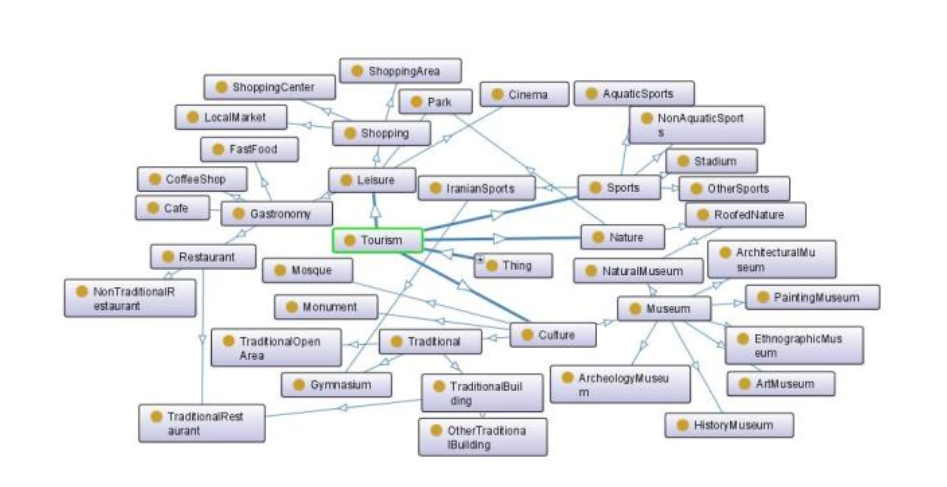 ShoppingArea
ShoppingCenter
Park
Cinema
AquaticSports
LocalMarket
Shopping
NonAquaticSport
s
FastFood
Stadium
CoffeeShop
Leisure
IranianSports
Sports
OtherSports
Cafe
Gastronomy
RoofedNature
Tourism
Nature
Restaurant
Mosque
Thing
NaturalMuseum
ArchitecturalMu
seum
NonTraditionalR
estaurant
Monument
Museum
PaintingMuseum
TraditionalOpen
Area
Traditional
Culture
EthnographicMus
eum
Gymnasium
TraditionalBuil
ding
ArcheologyMuseu
m
ArtMuseum
TraditionalRest
aurant
OtherTraditiona
lBuilding
HistoryMuseum